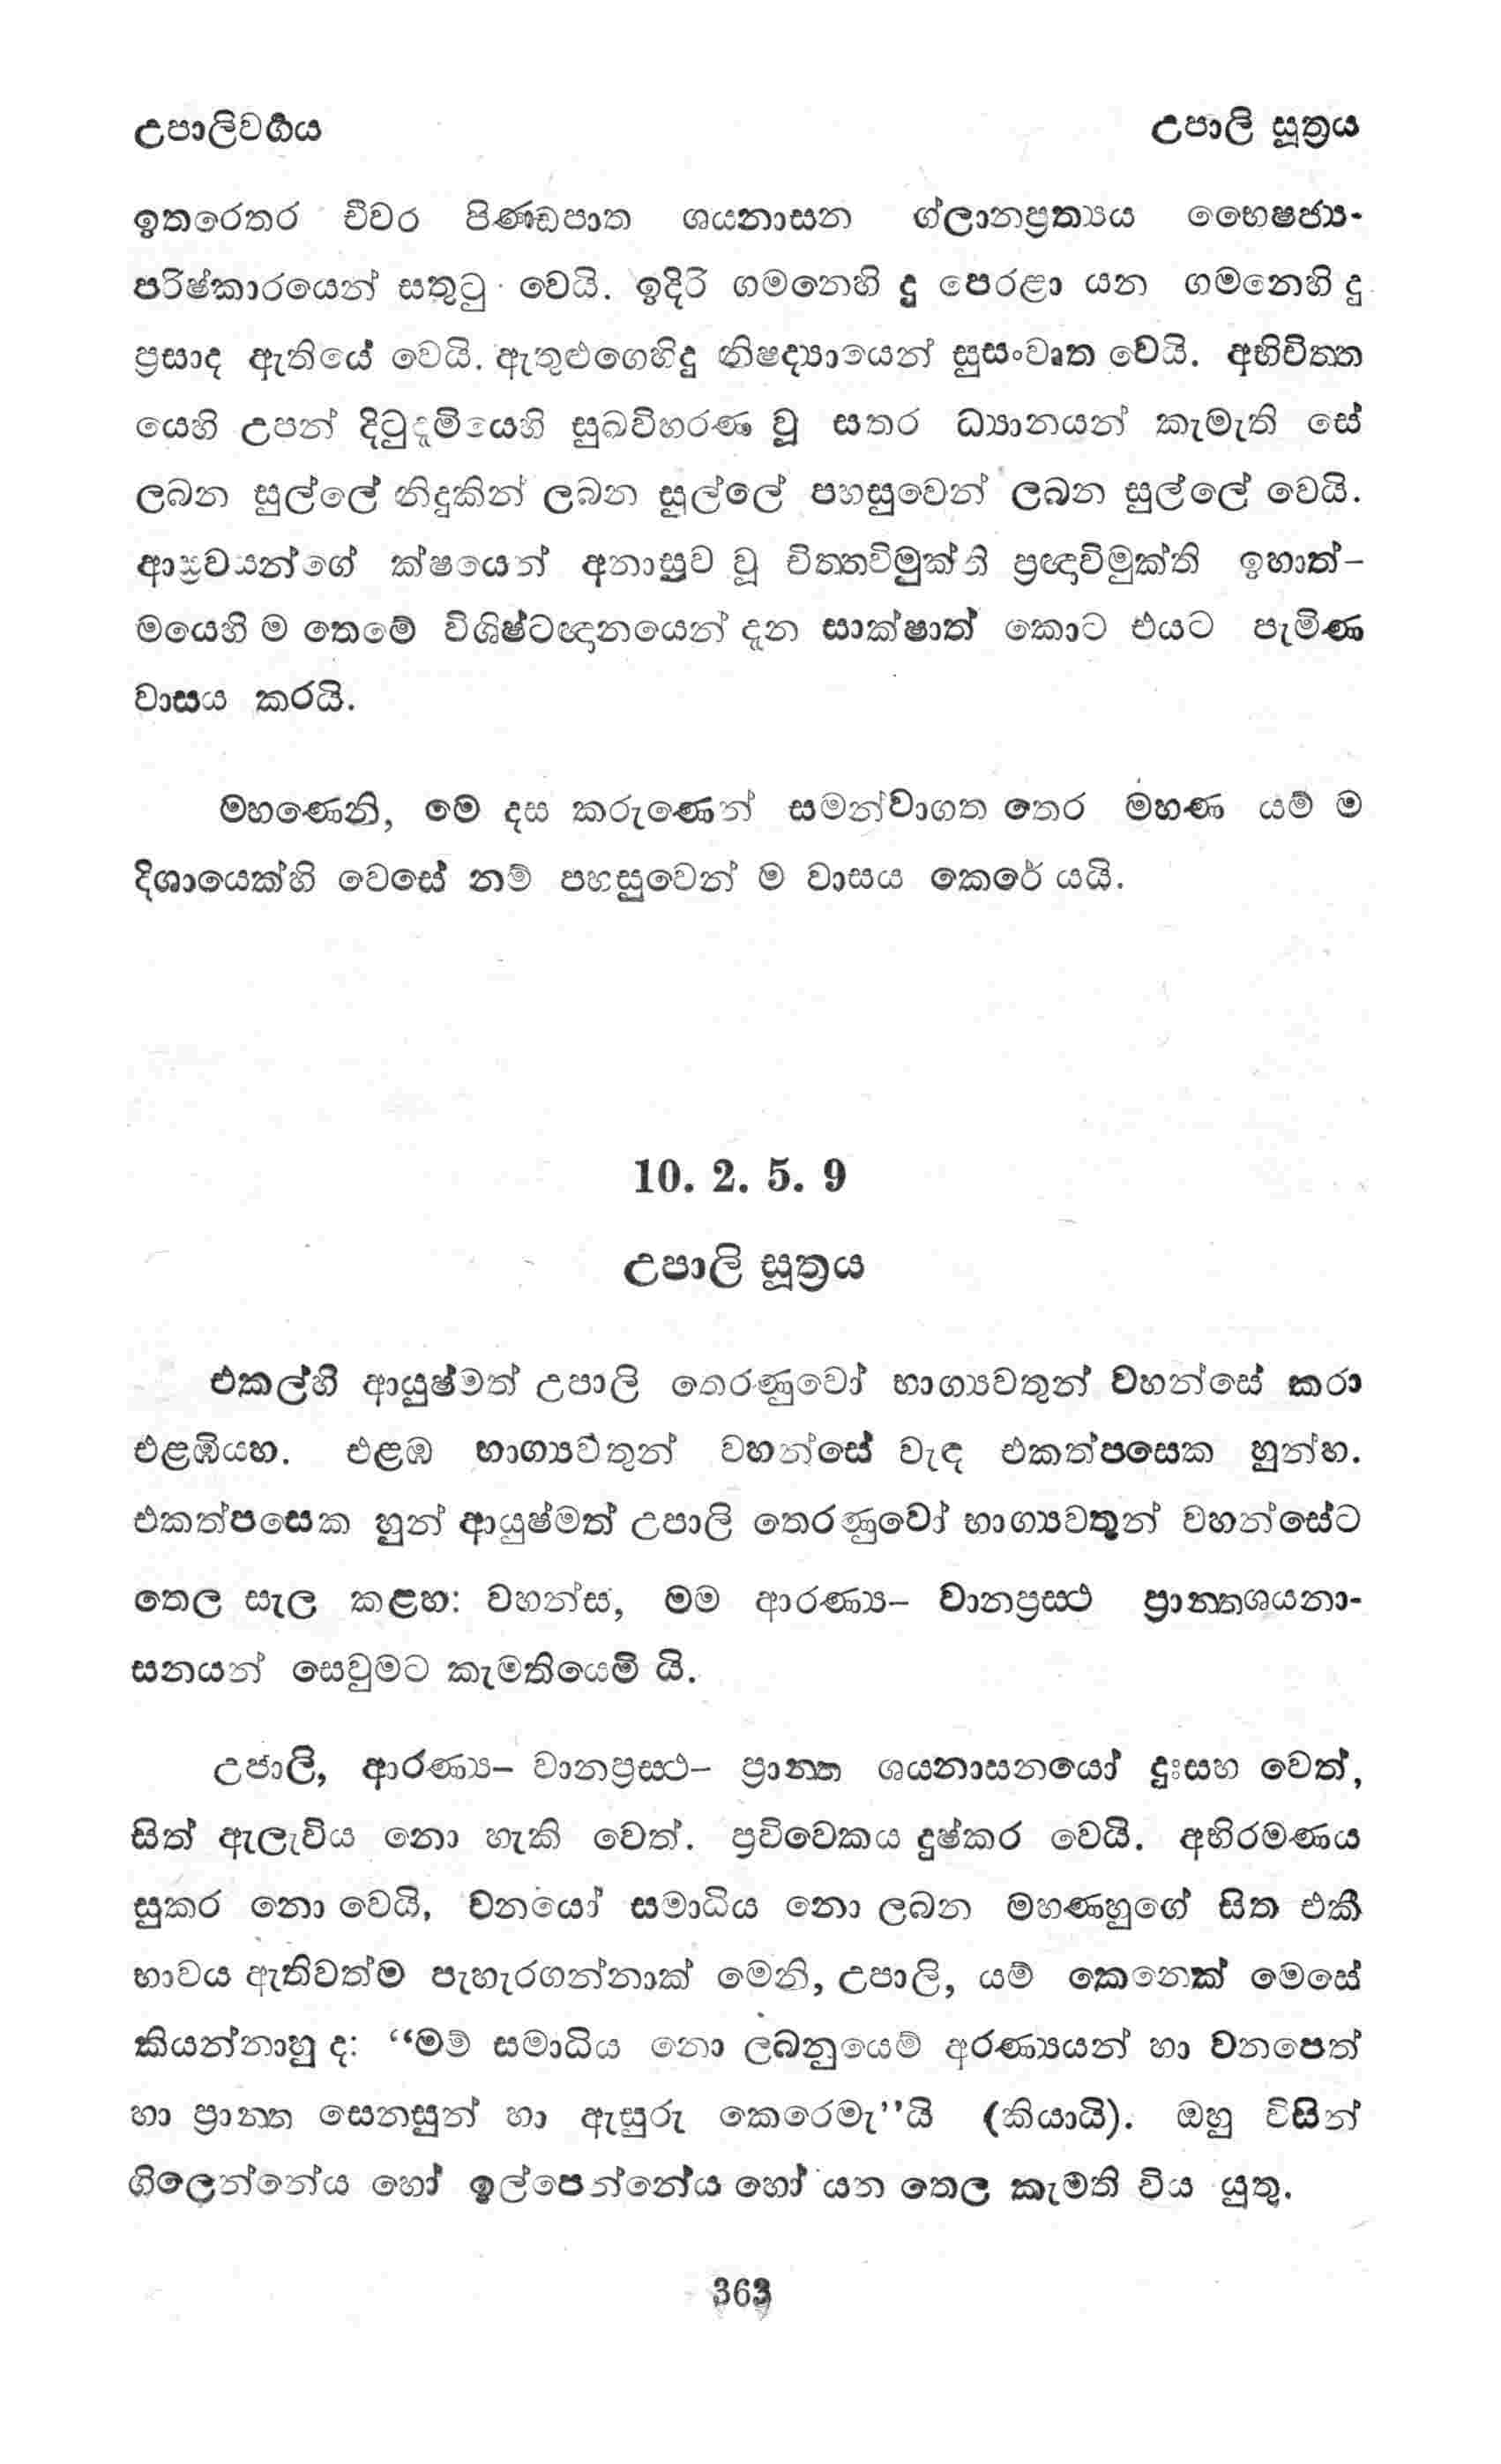 උපාලිවර්‍ගය උපාලි සූත්‍රය
ඉතරෙතර චීවර පිණ්ඩපාත ශයනාසන ග්ලානප්‍රත්‍යය භෛෂජ්‍ය-
පරිෂ්කාරයෙන් සතුටු වෙයි. ඉදිරි ගමනෙහි දු පෙරළා යන ගමනෙහි දු
ප්‍රසාද ඇතියේ වෙයි. ඇතුළුගෙහිදු නිෂද්‍යායෙන් සුසංවෘත වෙයි. අභිචිත්ත
යෙහි උපන් දිටුදැමියෙහි සුඛවිහරණ වූ සතර ධ්‍යානයන් කැමැති සේ
ලබන සුල්ලේ නිදුකින් ලබන සුල්ලේ පහසුවෙන් ලබන සුල්ලේ වෙයි.
ආස්‍රවයන්ගේ ක්ෂයෙන් අනාස්‍රව වූ චිත්තවිමුක්ති ප්‍රඥාවිමුක්ති ඉහාත්-
මයෙහි ම තෙමේ විශිෂ්ටඥානයෙන් දැන සාක්ෂාත් කොට එයට පැමිණ
වාසය කරයි.
මහණෙනි, මේ දස කරුණෙන් සමන්වාගත තෙර මහණ යම් ම
දිශායෙක්හි වෙසේ නම් පහසුවෙන් ම වාසය කෙරේ යයි.
10. 2. 5. 9
උපාලි සූත්‍රය
එකල්හි ආයුෂ්මත් උපාලි තෙරණුවෝ භාග්‍යවතුන් වහන්සේ කරා
එළඹියහ. එළඹ භාග්‍යවතුන් වහන්සේ වැඳ එකත්පසෙක හුන්හ.
එකත්පසෙක හුන් ආයුෂ්මත් උපාලි තෙරණුවෝ භාග්‍යවතුන් වහන්සේට
තෙල සැල කළහ: වහන්ස, මම ආරණ්‍ය– වානප්‍රස්ථ ප්‍රාන්තශයනා-
සනයන් සෙවුමට කැමතියෙමි යි.
උපාලි, ආරණ්‍ය– වානප්‍රස්ථ– ප්‍රාන්ත ශයනාසනයෝ දුඃසහ වෙත්,
සිත් ඇලැවිය නො හැකි වෙත්. ප්‍රවිවෙකය දුෂ්කර වෙයි. අභිරමණය
සුකර නො වෙයි, වනයෝ සමාධිය නො ලබන මහණහුගේ සිත එකී
භාවය ඇතිවත්ම පැහැරගන්නාක් මෙනි, උපාලි, යම් කෙනෙක් මෙසේ
කියන්නාහු ද: “මම් සමාධිය නො ලබනුයෙම් අරණ්‍යයන් හා වනපෙත්
හා ප්‍රාන්ත සෙනසුන් හා ඇසුරු කෙරෙමැ”යි (කියායි). ඔහු විසින්
ගිලෙන්නේය හෝ ඉල්පෙන්නේය හෝ යන තෙල කැමති විය යුතු.
363